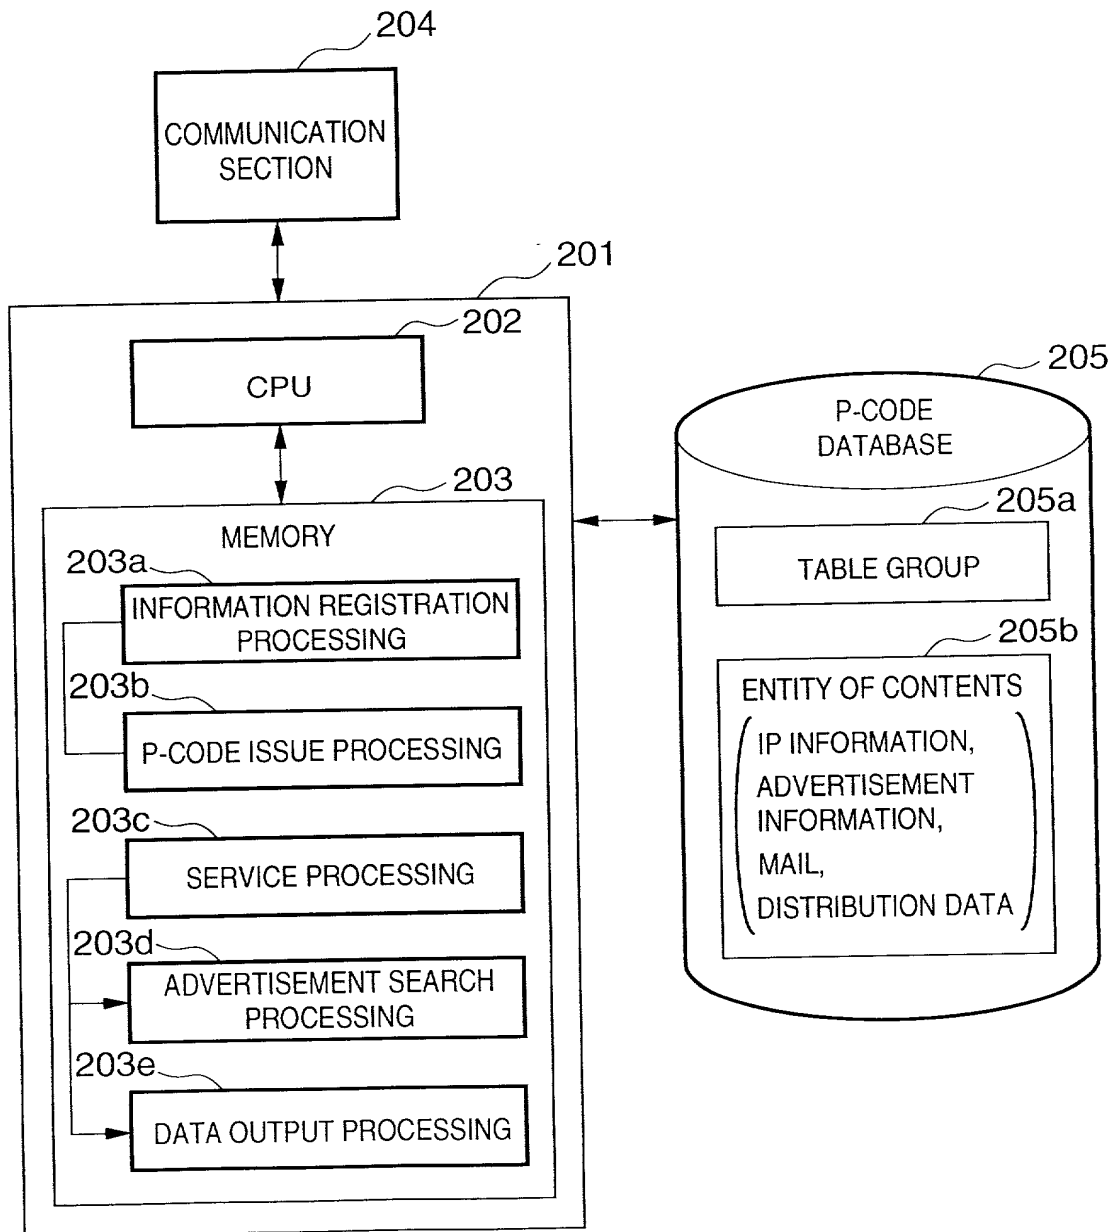 204
COMMUNICATION
SECTION
201
202
CPU
203
MEMORY
203a
INFORMATION REGISTRATION
PROCESSING
203b
P-CODE ISSUE PROCESSING
203c
SERVICE PROCESSING
203d
ADVERTISEMENT SEARCH
PROCESSING
203e
DATA OUTPUT PROCESSING
205
P-CODE
DATABASE
205a
TABLE GROUP
205b
ENTITY OF CONTENTS
IP INFORMATION,
ADVERTISEMENT
INFORMATION,
MAIL,
DISTRIBUTION DATA